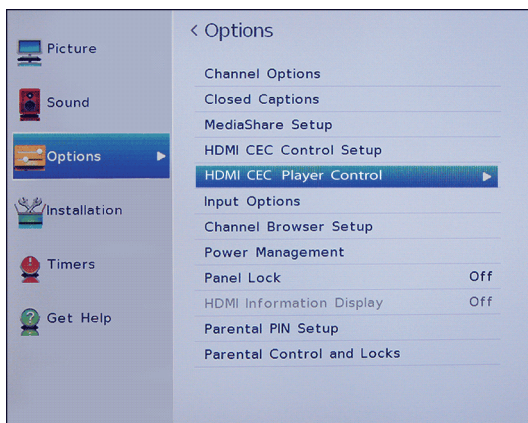 Picture
Sound
Options
Installation
Timers
Get Help
< Options
Channel Options
Closed Captions
MediaShare Setup
HDMI CEC Control Setup
HDMI CEC Player Control
Input Options
Channel Browser Setup
Power Management
Panel Lock Off
HDMI Information Display Off
Parental PIN Setup
Parental Control and Locks